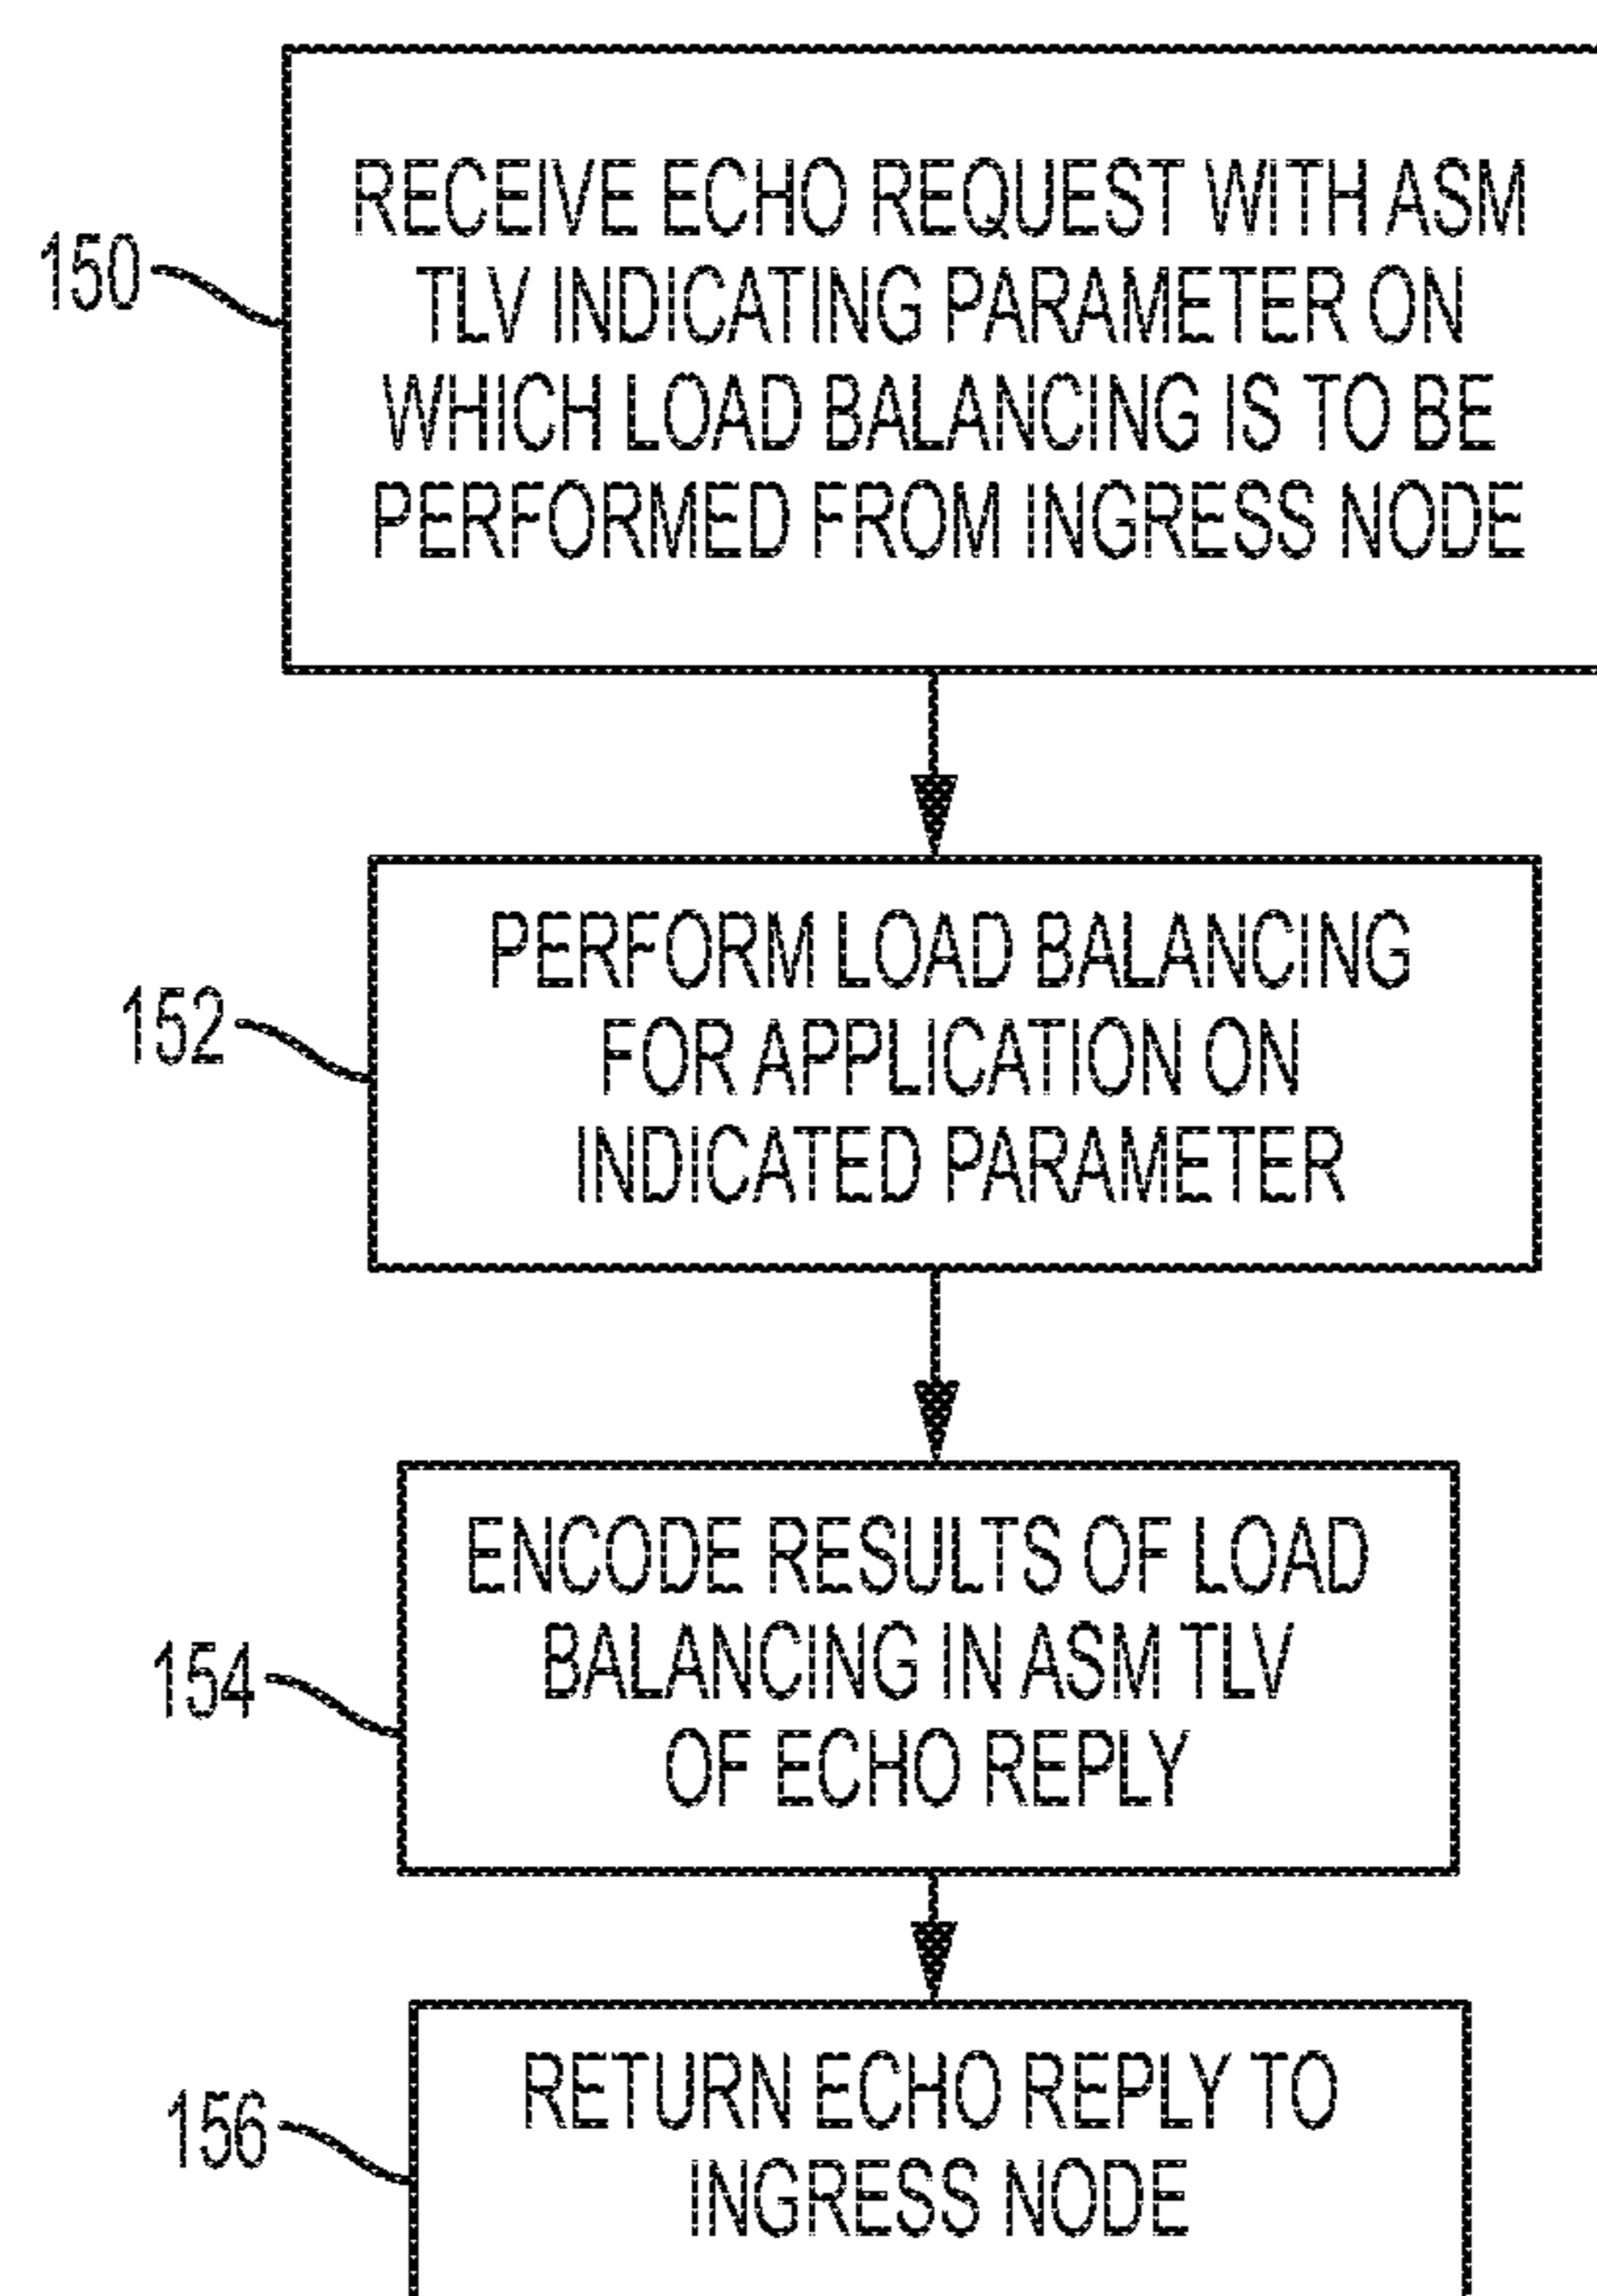 150
RECEIVE ECHO REQUEST WITH ASM
TLV INDICATING PARAMETER ON
WHICH LOAD BALANCING IS TO BE
PERFORMED FROM INGRESS NODE
152
PERFORM LOAD BALANCING
FOR APPLICATION ON
INDICATED PARAMETER
154
ENCODE RESULTS OF LOAD
BALANCING IN ASM TLV
OF ECHO REPLY
156
RETURN ECHO REPLY TO
INGRESS NODE